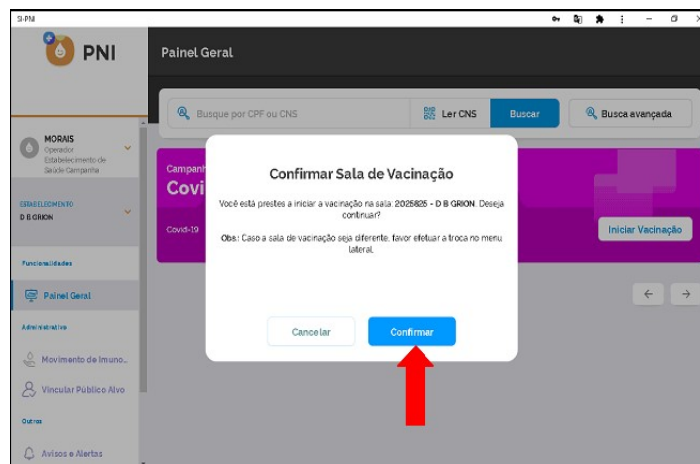 SI-PNI
PNI
Painel Geral
Busque por CPF ou CNS
Ler CNS
Buscar
Busca avançada
MORAIS
Operador
Estabelecimento de
Saúde Campanha
ESTABELECIMENTO
D B GRION
Campanh
Covi
Covid-19
Iniciar Vacinação
Confirmar Sala de Vacinação
Você está prestes a iniciar a vacinação na sala: 2025825 - D B GRION. Deseja
continuar?
Obs.: Caso a sala de vacinação seja diferente, favor efetuar a troca no menu
lateral.
Cancelar
Confirmar
Funcionalidades
Painel Geral
Administrativo
Movimento de Imuno...
Vincular Público Alvo
Outros
Avisos e Alertas